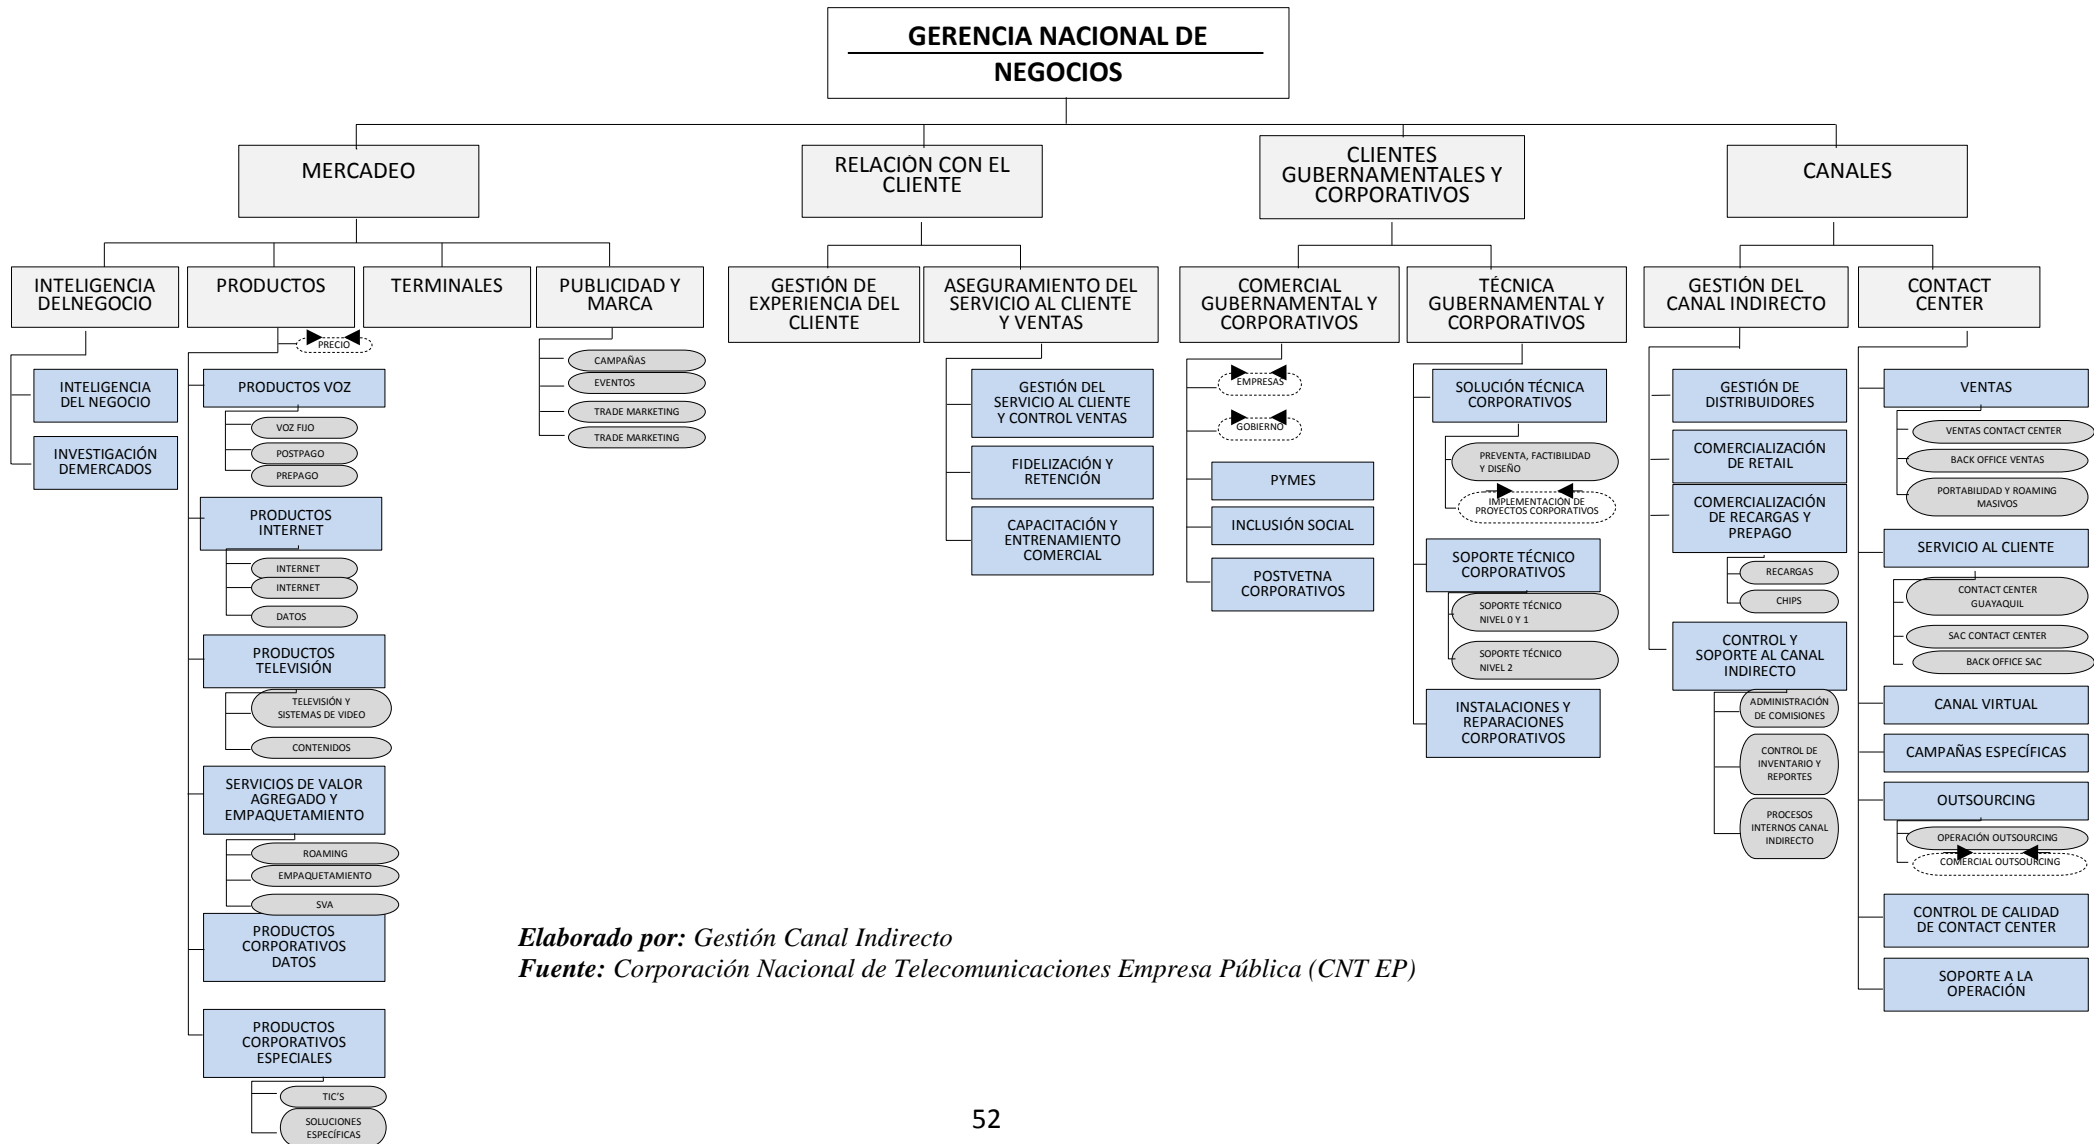 GERENCIA NACIONAL DE
NEGOCIOS
MERCADEO
RELACIÓN CON EL
CLIENTE
CLIENTES
GUBERNAMENTALES Y
CORPORATIVOS
CANALES
INTELIGENCIA
DELNEGOCIO
PRODUCTOS
TERMINALES
PUBLICIDAD Y
MARCA
GESTIÓN DE
EXPERIENCIA DEL
CLIENTE
ASEGURAMIENTO DEL
SERVICIO AL CLIENTE
Y VENTAS
COMERCIAL
GUBERNAMENTAL Y
CORPORATIVOS
TÉCNICA
GUBERNAMENTAL Y
CORPORATIVOS
GESTIÓN DEL
CANAL INDIRECTO
CONTACT
CENTER
INTELIGENCIA
DEL NEGOCIO
INVESTIGACIÓN
DEMERCADOS
PRECIO
PRODUCTOS VOZ
VOZ FIJO
POSTPAGO
PREPAGO
PRODUCTOS
INTERNET
INTERNET
INTERNET
DATOS
PRODUCTOS
TELEVISIÓN
TELEVISIÓN Y
SISTEMAS DE VIDEO
CONTENIDOS
SERVICIOS DE VALOR
AGREGADO Y
EMPAQUETAMIENTO
ROAMING
EMPAQUETAMIENTO
SVA
PRODUCTOS
CORPORATIVOS
DATOS
PRODUCTOS
CORPORATIVOS
ESPECIALES
TIC'S
SOLUCIONES
ESPECÍFICAS
CAMPAÑAS
EVENTOS
TRADE MARKETING
TRADE MARKETING
GESTIÓN DEL
SERVICIO AL CLIENTE
Y CONTROL VENTAS
FIDELIZACIÓN Y
RETENCIÓN
CAPACITACIÓN Y
ENTRENAMIENTO
COMERCIAL
EMPRESAS
GOBIERNO
PYMES
INCLUSIÓN SOCIAL
POSTVETNA
CORPORATIVOS
SOLUCIÓN TÉCNICA
CORPORATIVOS
PREVENTA, FACTIBILIDAD
Y DISEÑO
IMPLEMENTACIÓN DE
PROYECTOS CORPORATIVOS
SOPORTE TÉCNICO
CORPORATIVOS
SOPORTE TÉCNICO
NIVEL 0 Y 1
SOPORTE TÉCNICO
NIVEL 2
INSTALACIONES Y
REPARACIONES
CORPORATIVOS
GESTIÓN DE
DISTRIBUIDORES
COMERCIALIZACIÓN
DE RETAIL
COMERCIALIZACIÓN
DE RECARGAS Y
PREPAGO
RECARGAS
CHIPS
CONTROL Y
SOPORTE AL CANAL
INDIRECTO
ADMINISTRACIÓN
DE COMISIONES
CONTROL DE
INVENTARIO Y
REPORTES
PROCESOS
INTERNOS CANAL
INDIRECTO
VENTAS
VENTAS CONTACT CENTER
BACK OFFICE VENTAS
PORTABILIDAD Y ROAMING
MASIVOS
SERVICIO AL CLIENTE
CONTACT CENTER
GUAYAQUIL
SAC CONTACT CENTER
BACK OFFICE SAC
CANAL VIRTUAL
CAMPAÑAS ESPECÍFICAS
OUTSOURCING
OPERACIÓN OUTSOURCING
COMERCIAL OUTSOURCING
CONTROL DE CALIDAD
DE CONTACT CENTER
SOPORTE A LA
OPERACIÓN
Elaborado por: Gestión Canal Indirecto
Fuente: Corporación Nacional de Telecomunicaciones Empresa Pública (CNT EP)
52